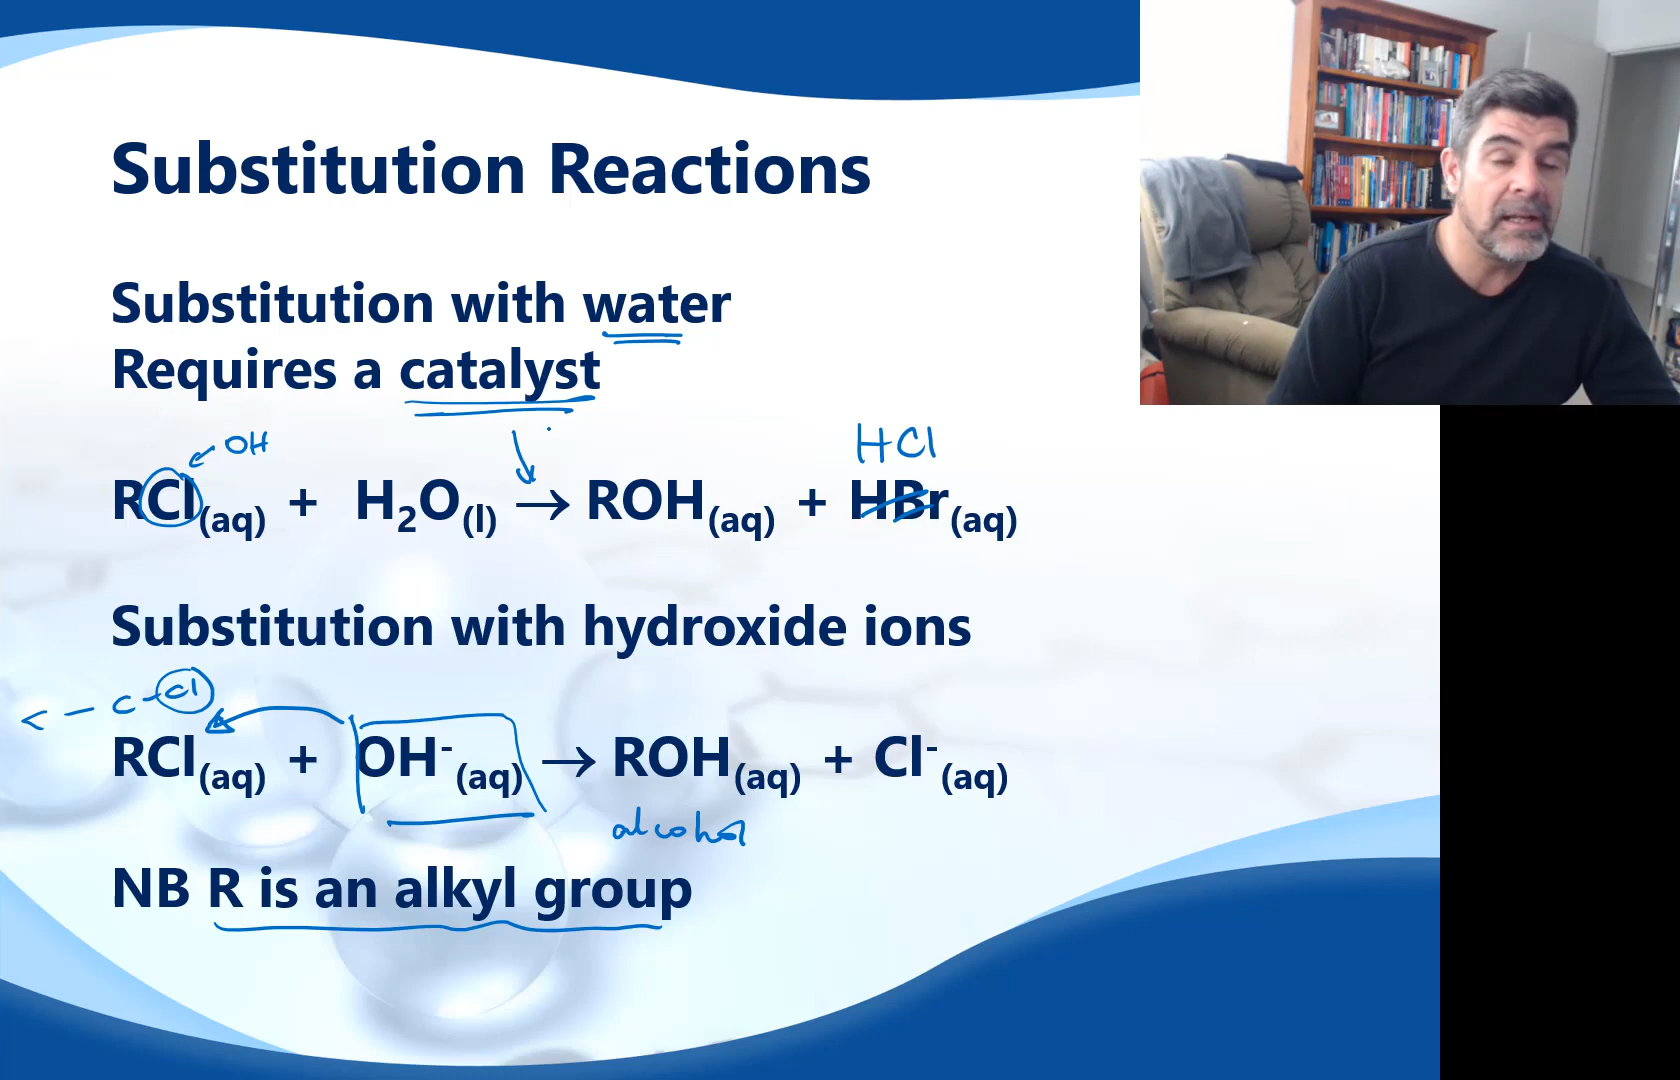 Substitution Reactions
Substitution with water
Requires a catalyst
OH
HCl
RCl(aq) + H2O(l) → ROH(aq) + HBr(aq)
Substitution with hydroxide ions
C - Cl
RCl(aq) + OH-(aq) → ROH(aq) + Cl-(aq)
alcohol
NB R is an alkyl group